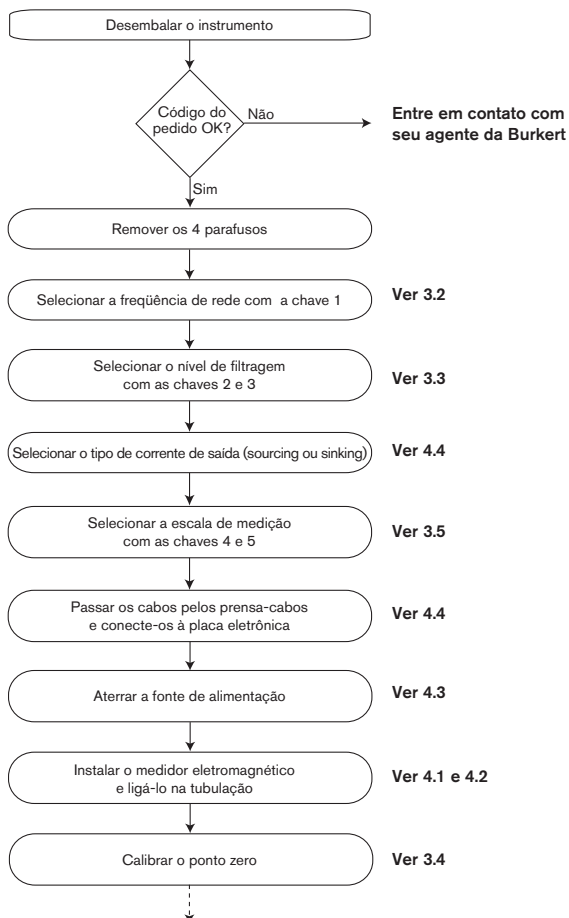 Desembalar o instrumento
Código do
pedido OK?
Não
Entre em contato com
seu agente da Burkert
Sim
Remover os 4 parafusos
Selecionar a freqüência de rede com a chave 1
Ver 3.2
Selecionar o nível de filtragem
com as chaves 2 e 3
Ver 3.3
Selecionar o tipo de corrente de saída (sourcing ou sinking)
Ver 4.4
Selecionar a escala de medição
com as chaves 4 e 5
Ver 3.5
Passar os cabos pelos prensa-cabos
e conecte-os à placa eletrônica
Ver 4.4
Aterrar a fonte de alimentação
Ver 4.3
Instalar o medidor eletromagnético
e ligá-lo na tubulação
Ver 4.1 e 4.2
Calibrar o ponto zero
Ver 3.4